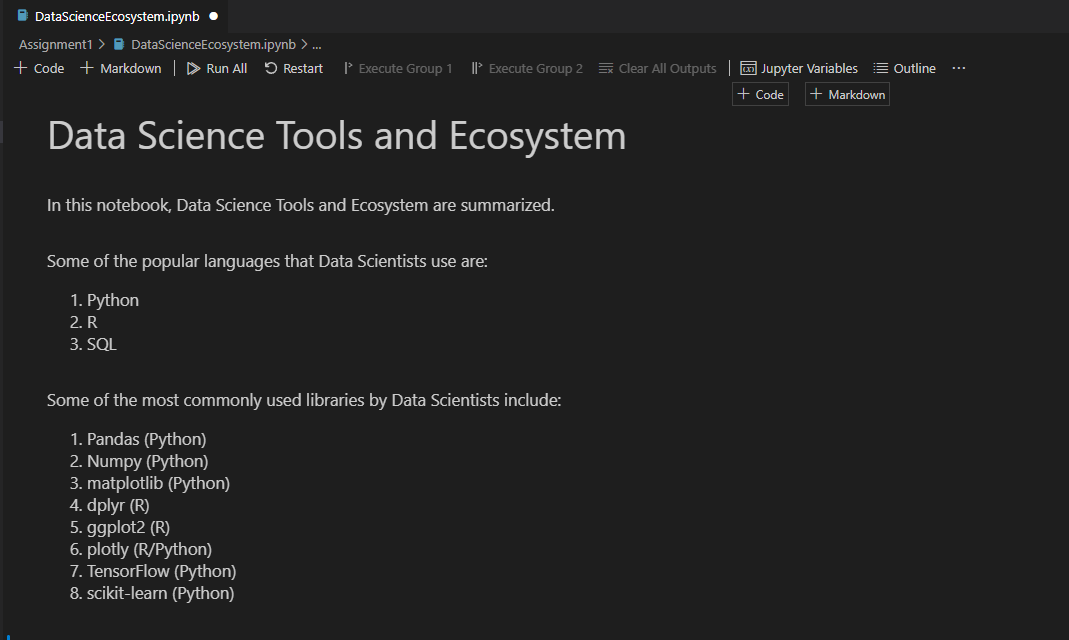 DataScienceEcosystem.ipynb
Assignment1 > DataScienceEcosystem.ipynb > ...
+ Code + Markdown | Run All Restart Execute Group 1 Execute Group 2 Clear All Outputs | Jupyter Variables Outline ...
+ Code + Markdown
Data Science Tools and Ecosystem
In this notebook, Data Science Tools and Ecosystem are summarized.
Some of the popular languages that Data Scientists use are:
1. Python
2. R
3. SQL
Some of the most commonly used libraries by Data Scientists include:
1. Pandas (Python)
2. Numpy (Python)
3. matplotlib (Python)
4. dplyr (R)
5. ggplot2 (R)
6. plotly (R/Python)
7. TensorFlow (Python)
8. scikit-learn (Python)